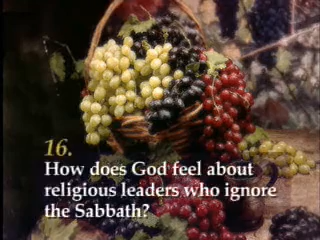 16.
How does God feel about
religious leaders who ignore
the Sabbath?